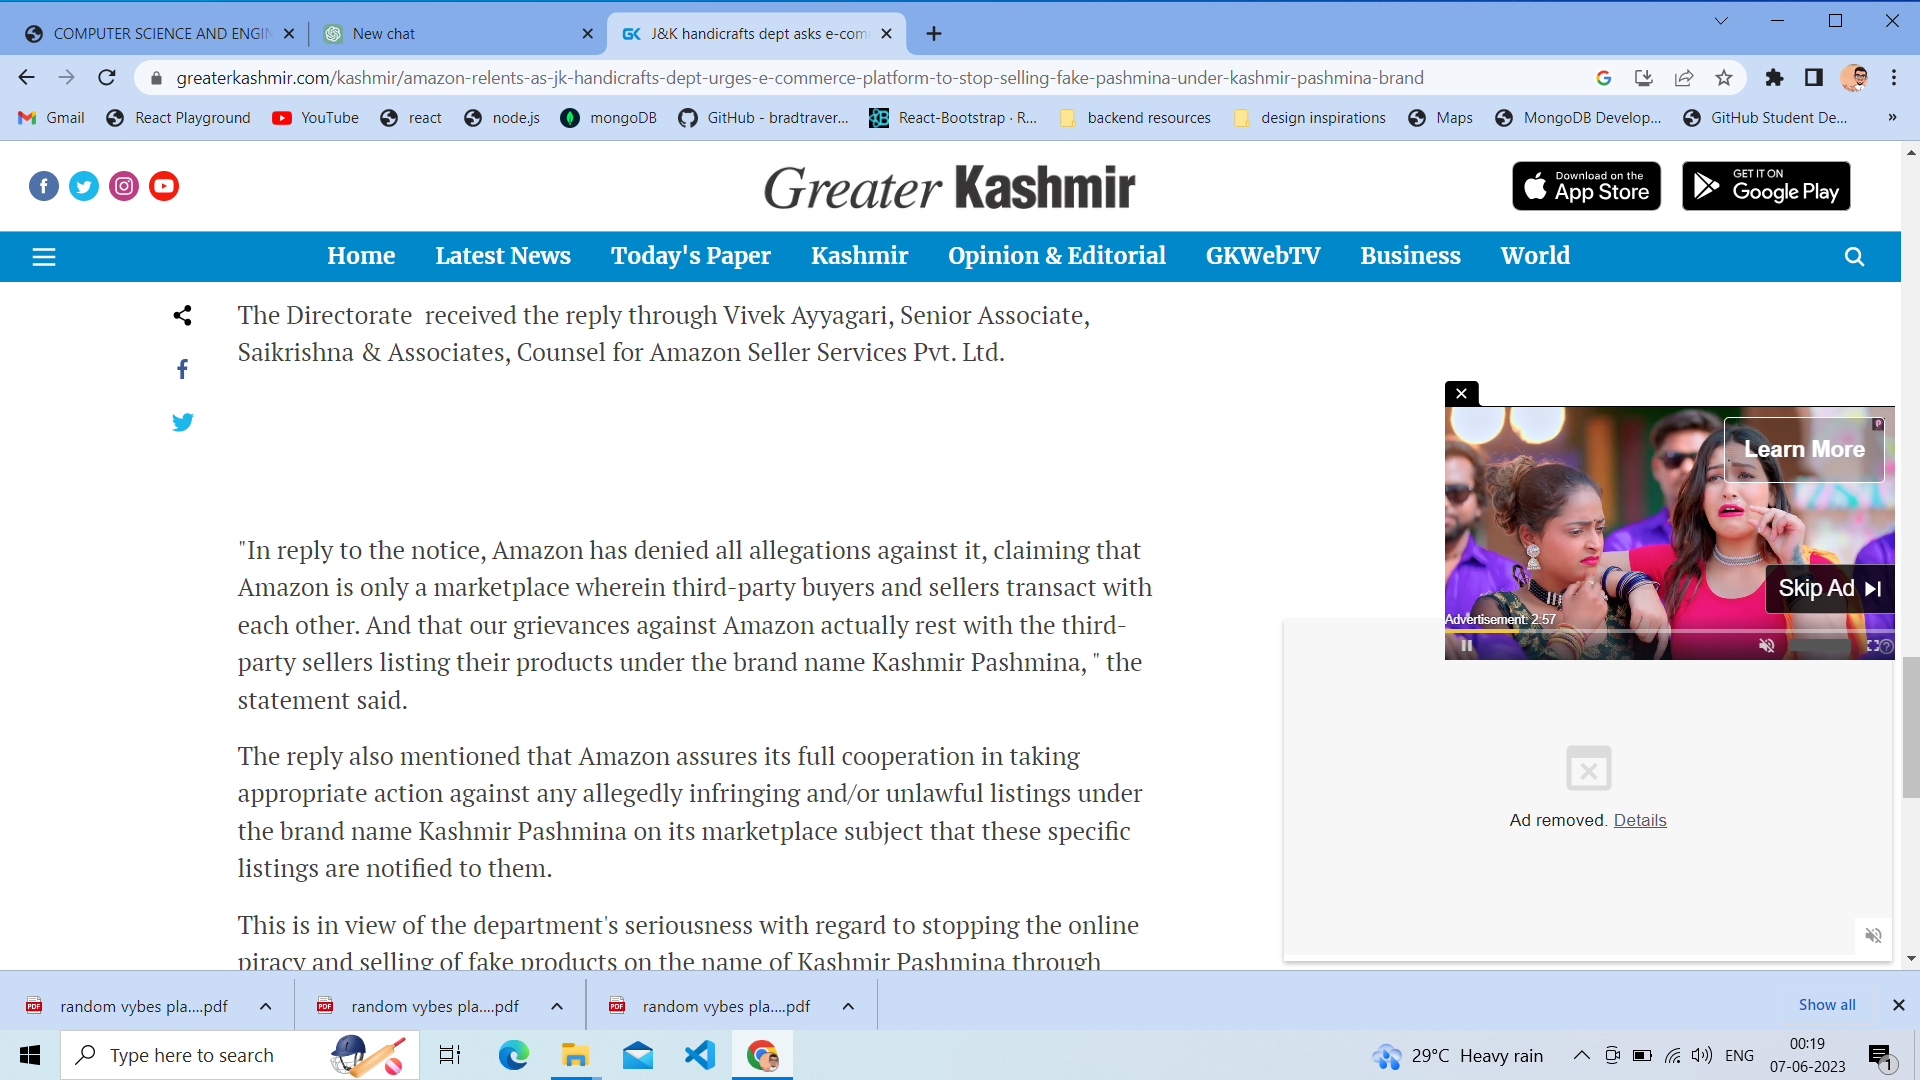 COMPUTER SCIENCE AND ENGIN
New chat
GK J&K handicrafts dept asks e-com
greaterkashmir.com/kashmir/amazon-relents-as-jk-handicrafts-dept-urges-e-commerce-platform-to-stop-selling-fake-pashmina-under-kashmir-pashmina-brand
Gmail React Playground YouTube react node.js mongoDB GitHub - bradtraver... React-Bootstrap · R... backend resources design inspirations Maps MongoDB Develop... GitHub Student De... »
Greater Kashmir
Download on the
App Store
GET IT ON
Google Play
Home Latest News Today's Paper Kashmir Opinion & Editorial GKWebTV Business World
The Directorate received the reply through Vivek Ayyagari, Senior Associate,
Saikrishna & Associates, Counsel for Amazon Seller Services Pvt. Ltd.
Learn More
Skip Ad
Advertisement: 2:57
"In reply to the notice, Amazon has denied all allegations against it, claiming that
Amazon is only a marketplace wherein third-party buyers and sellers transact with
each other. And that our grievances against Amazon actually rest with the third-
party sellers listing their products under the brand name Kashmir Pashmina, " the
statement said.
The reply also mentioned that Amazon assures its full cooperation in taking
appropriate action against any allegedly infringing and/or unlawful listings under
the brand name Kashmir Pashmina on its marketplace subject that these specific
listings are notified to them.
Ad removed. Details
This is in view of the department's seriousness with regard to stopping the online
piracy and selling of fake products on the name of Kashmir Pashmina through
PDF random vybes pla....pdf
PDF random vybes pla....pdf
PDF random vybes pla....pdf
Show all
Type here to search
29°C Heavy rain
ENG
00:19
07-06-2023
1